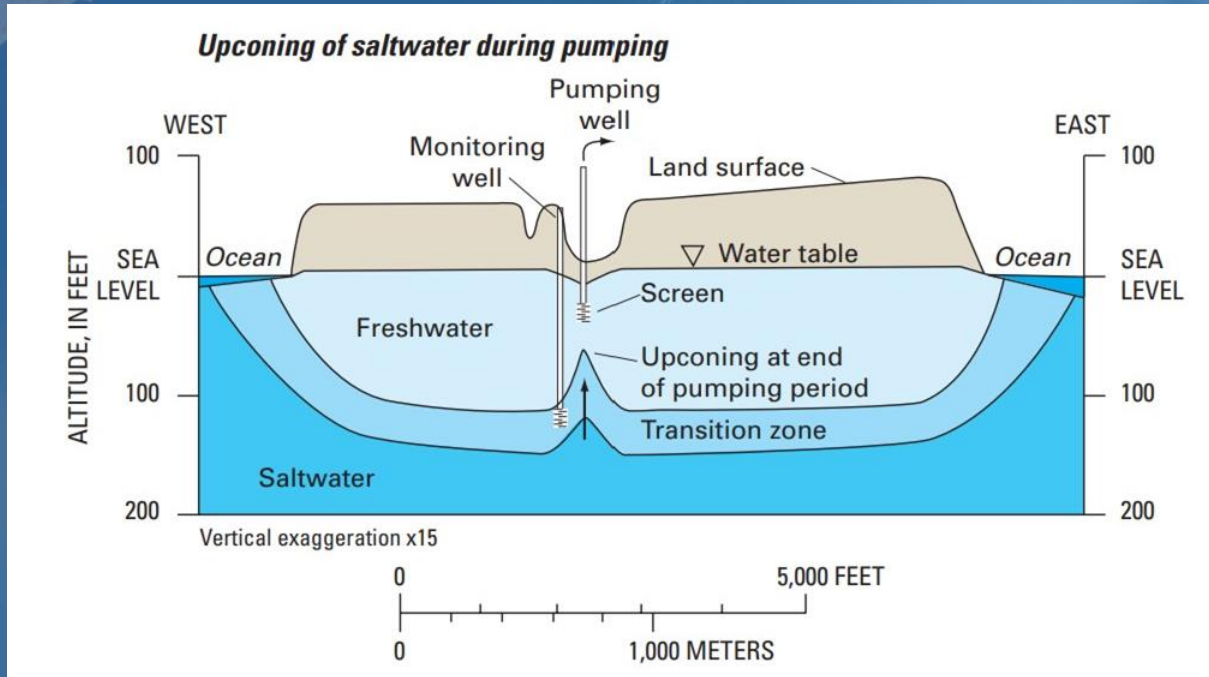 Upconing of saltwater during pumping
Pumping
well
WEST
EAST
100
100
Monitoring
well
Land surface
SEA
LEVEL
Ocean
Water table
Ocean
SEA
LEVEL
Screen
Freshwater
Upconing at end
of pumping period
ALTITUDE, IN FEET
100
100
Transition zone
Saltwater
200
200
Vertical exaggeration x15
0
5,000 FEET
0
1,000 METERS